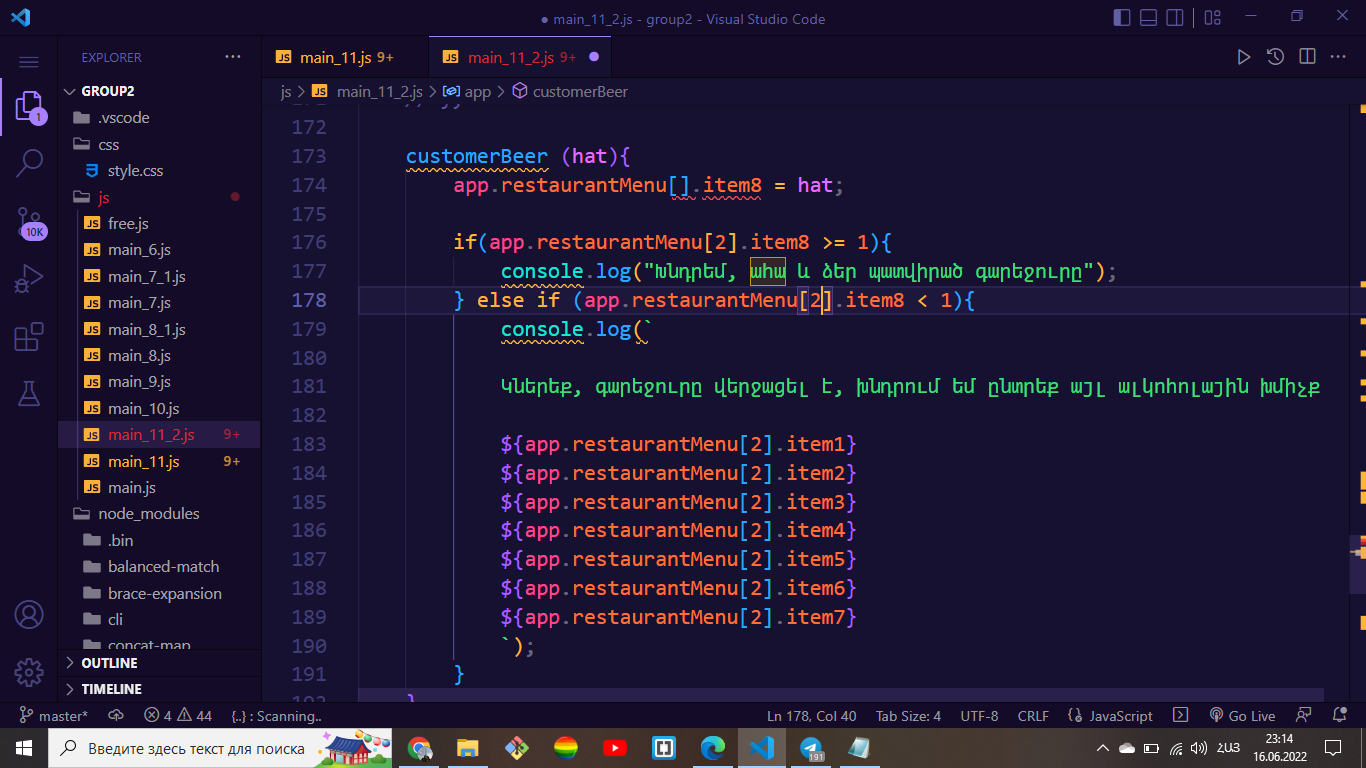 main_11_2.js - group2 - Visual Studio Code
EXPLORER
GROUP2
.vscode
css
style.css
js
free.js
main_6.js
main_7_1.js
main_7.js
main_8_1.js
main_8.js
main_9.js
main_10.js
main_11_2.js 9+
main_11.js 9+
main.js
node_modules
.bin
balanced-match
brace-expansion
cli
concat-map
OUTLINE
TIMELINE
1
10K
JS main_11.js 9+
JS main_11_2.js 9+
js > JS main_11_2.js > app > customerBeer
172
173 customerBeer (hat){
174 app.restaurantMenu[].item8 = hat;
175
176 if(app.restaurantMenu[2].item8 >= 1){
177 console.log("Խնդրեմ, ահա և ձեր պատվիրած գարեջուրը");
178 } else if (app.restaurantMenu[2].item8 < 1){
179 console.log(`
180
181 Կներեք, գարեջուրը վերջացել է, խնդրում եմ ընտրեք այլ ալկոհոլային խմիչք
182
183 ${app.restaurantMenu[2].item1}
184 ${app.restaurantMenu[2].item2}
185 ${app.restaurantMenu[2].item3}
186 ${app.restaurantMenu[2].item4}
187 ${app.restaurantMenu[2].item5}
188 ${app.restaurantMenu[2].item6}
189 ${app.restaurantMenu[2].item7}
190 `);
191 }
master* 4 44 {..} : Scanning.. Ln 178, Col 40 Tab Size: 4 UTF-8 CRLF JavaScript Go Live
Введите здесь текст для поиска
191
ՀԱՅ
23:14
16.06.2022